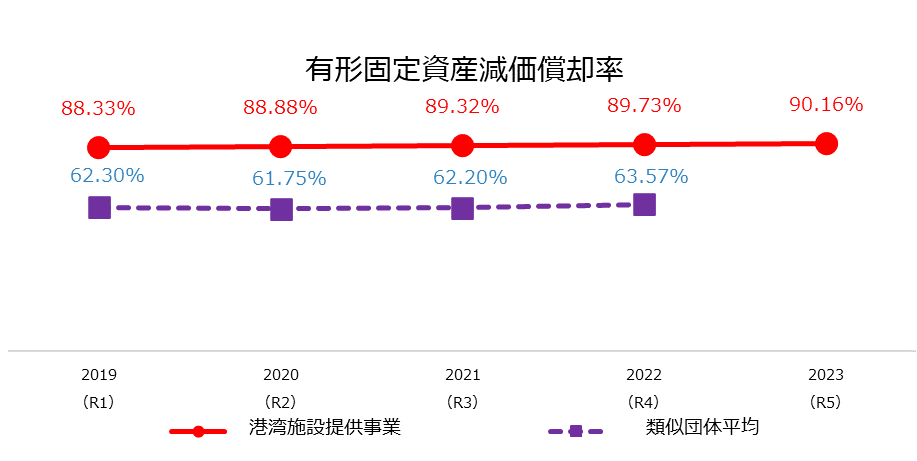 有形固定資産減価償却率
88.33% 88.88% 89.32% 89.73% 90.16%
62.30% 61.75% 62.20% 63.57%
2019 2020 2021 2022 2023
（R1） （R2） （R3） （R4） （R5）
港湾施設提供事業 類似団体平均